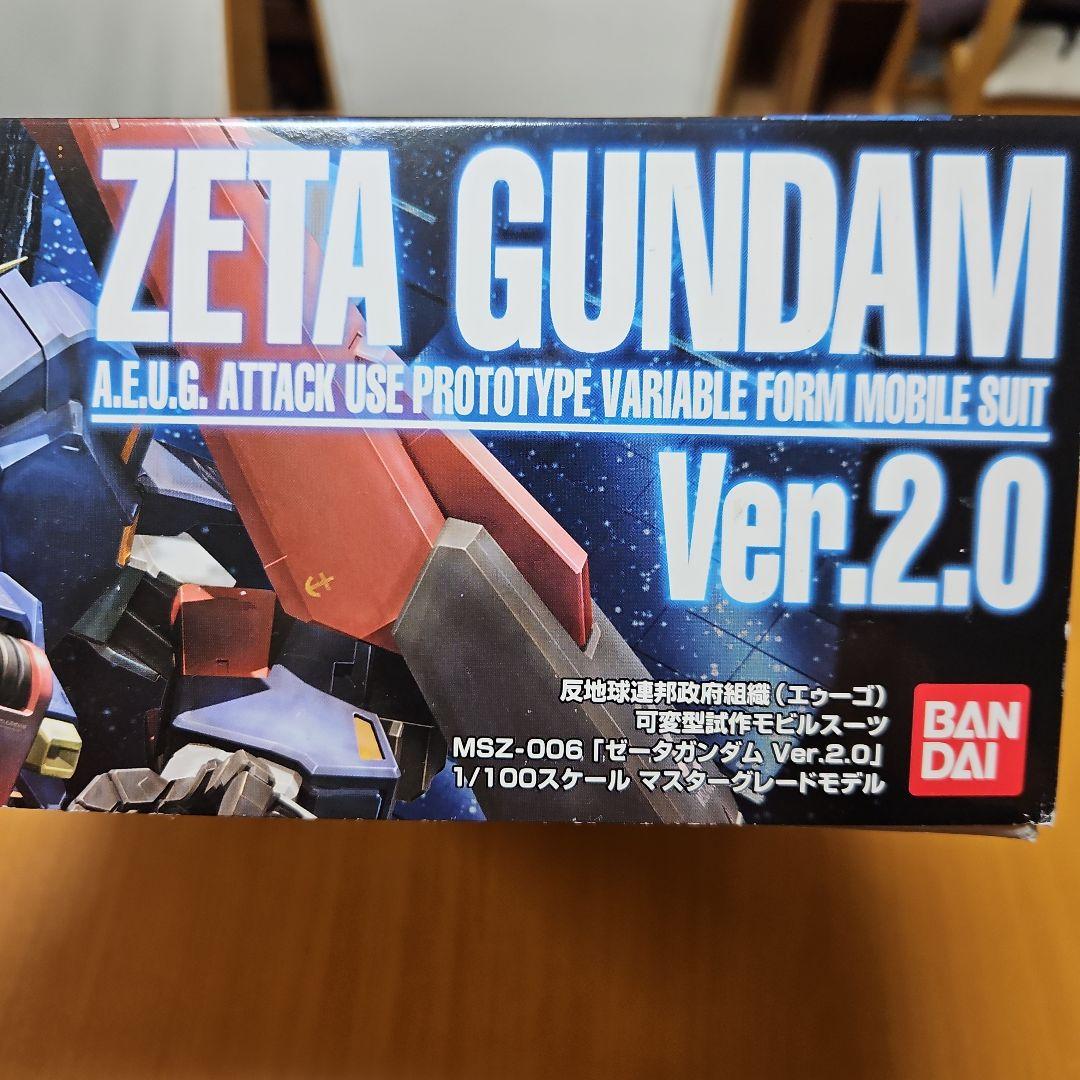 ZETA GUNDAM
A.E.U.G. ATTACK USE PROTOTYPE VARIABLE FORM MOBILE SUIT
Ver.2.0
反地球連邦政府組織(エゥーゴ)
可変型試作モビルスーツ
MSZ-006「ゼータガンダム Ver.2.0」
1/100スケール マスターグレードモデル
BAN
DAI